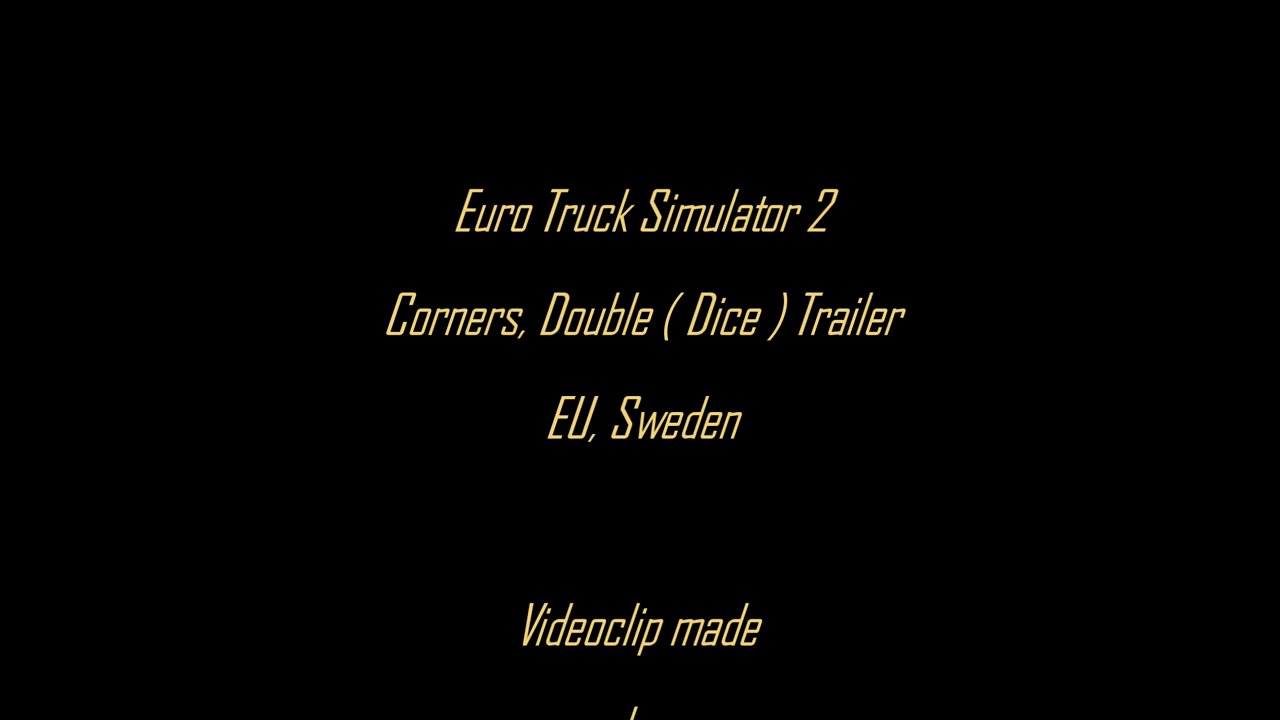 Euro Truck Simulator 2
Corners, Double ( Dice ) Trailer
EU, Sweden
Videoclip made